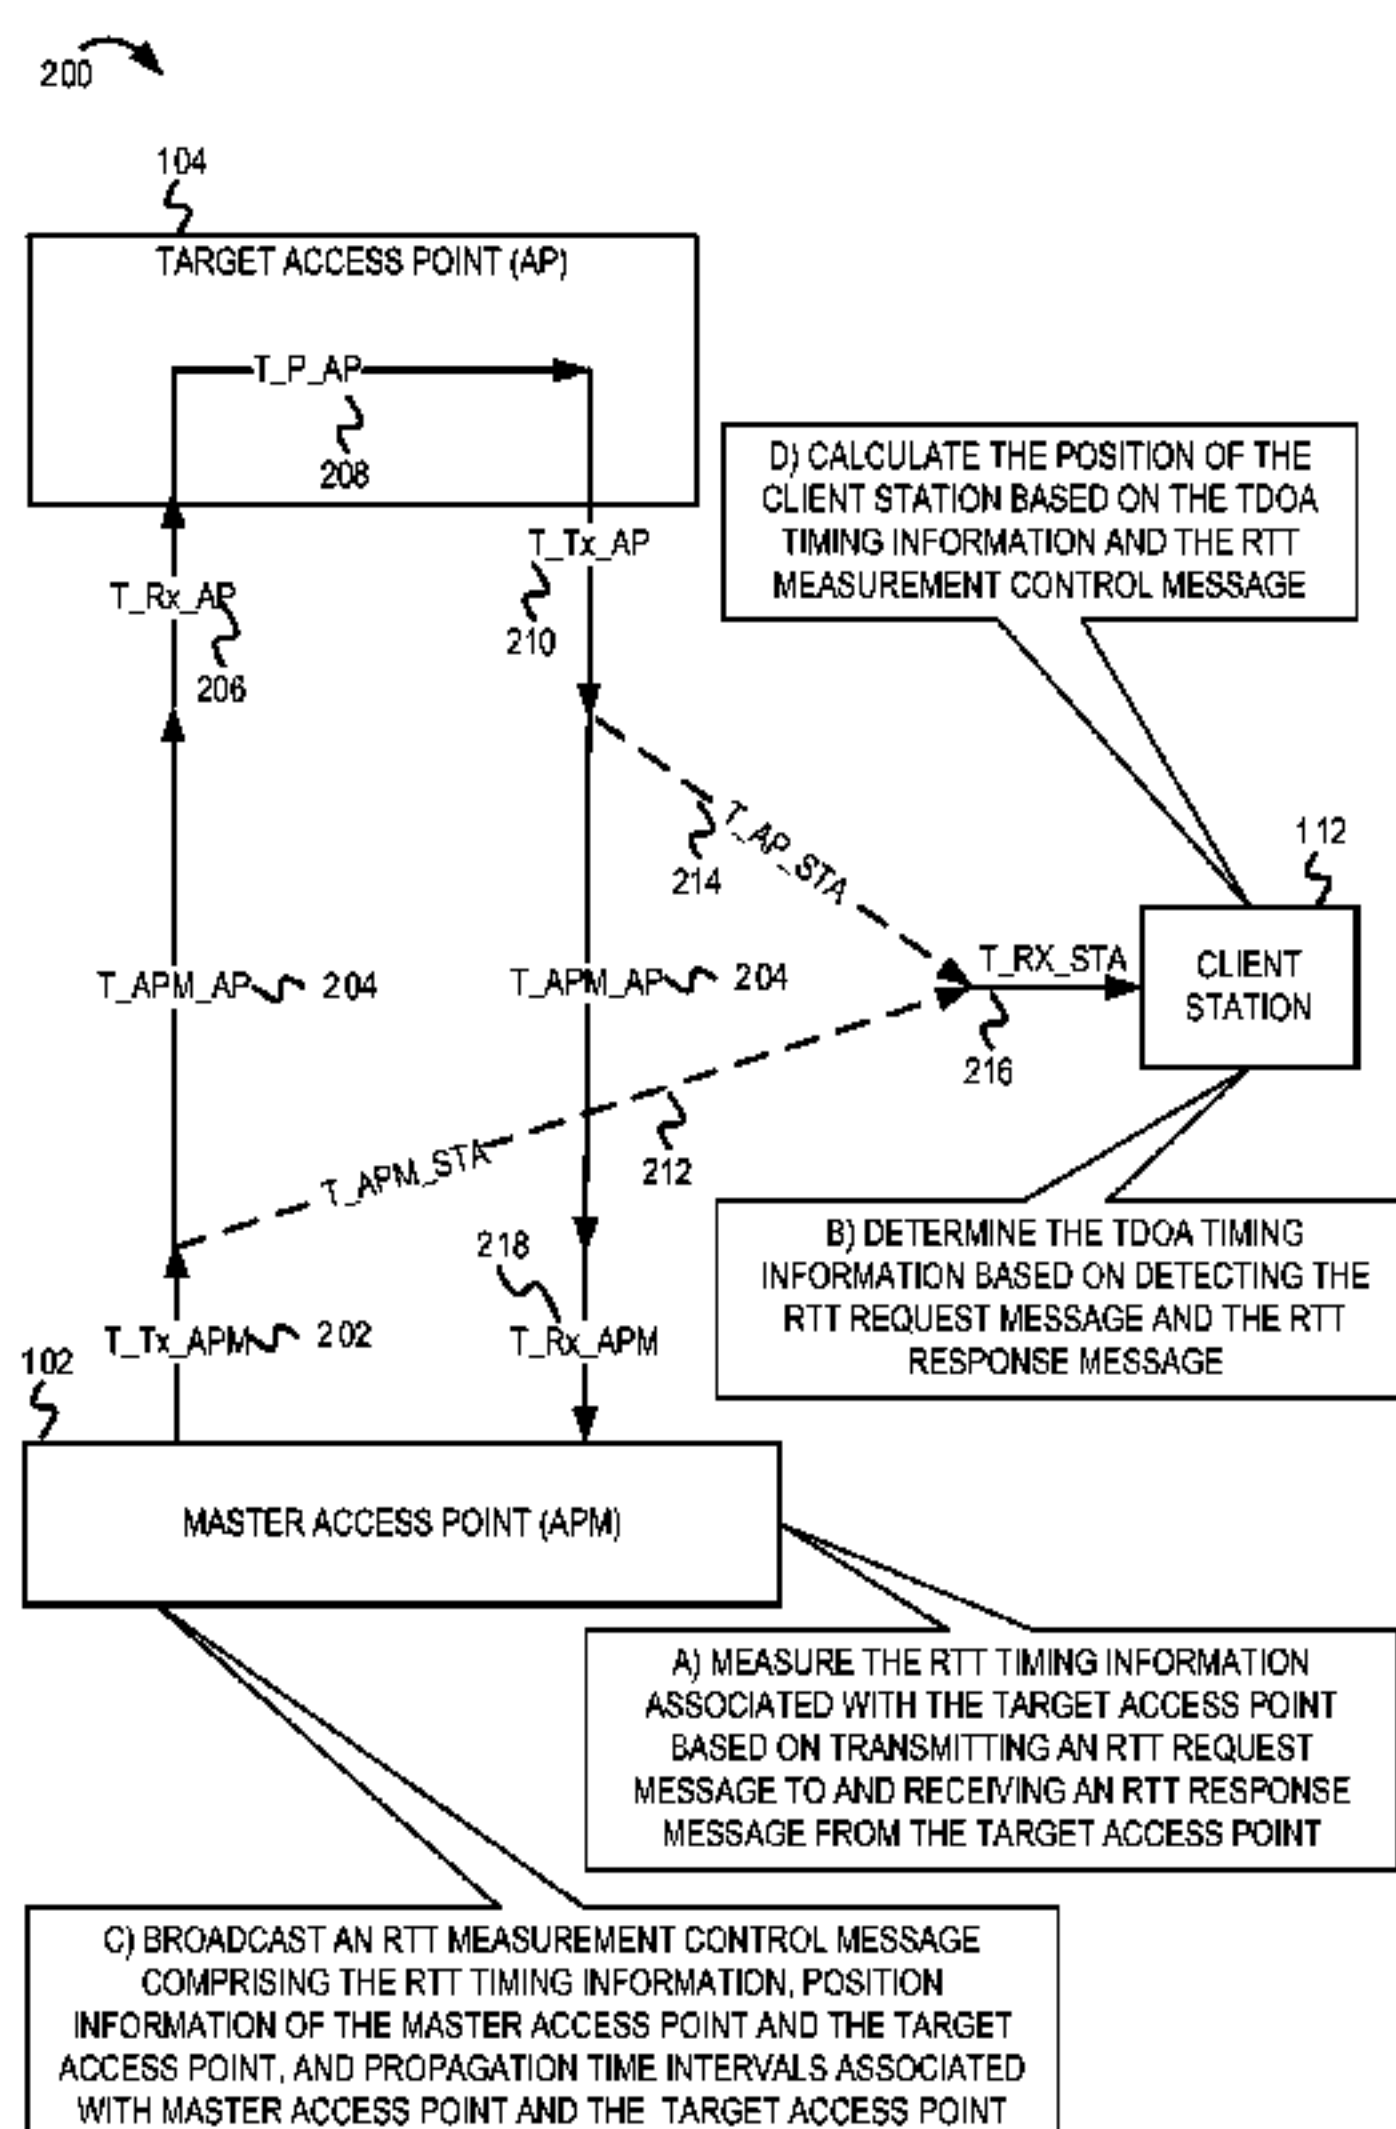 200
104
TARGET ACCESS POINT (AP)
T_P_AP
208
T_Rx_AP
206
T_Tx_AP
210
D) CALCULATE THE POSITION OF THE
CLIENT STATION BASED ON THE TDOA
TIMING INFORMATION AND THE RTT
MEASUREMENT CONTROL MESSAGE
T_AP_STA
214
112
T_APM_AP 204
T_APM_AP 204
T_RX_STA
216
CLIENT
STATION
T_APM_STA
212
218
T_Tx_APM 202
T_Rx_APM
B) DETERMINE THE TDOA TIMING
INFORMATION BASED ON DETECTING THE
RTT REQUEST MESSAGE AND THE RTT
RESPONSE MESSAGE
102
MASTER ACCESS POINT (APM)
A) MEASURE THE RTT TIMING INFORMATION
ASSOCIATED WITH THE TARGET ACCESS POINT
BASED ON TRANSMITTING AN RTT REQUEST
MESSAGE TO AND RECEIVING AN RTT RESPONSE
MESSAGE FROM THE TARGET ACCESS POINT
C) BROADCAST AN RTT MEASUREMENT CONTROL MESSAGE
COMPRISING THE RTT TIMING INFORMATION, POSITION
INFORMATION OF THE MASTER ACCESS POINT AND THE TARGET
ACCESS POINT, AND PROPAGATION TIME INTERVALS ASSOCIATED
WITH MASTER ACCESS POINT AND THE TARGET ACCESS POINT